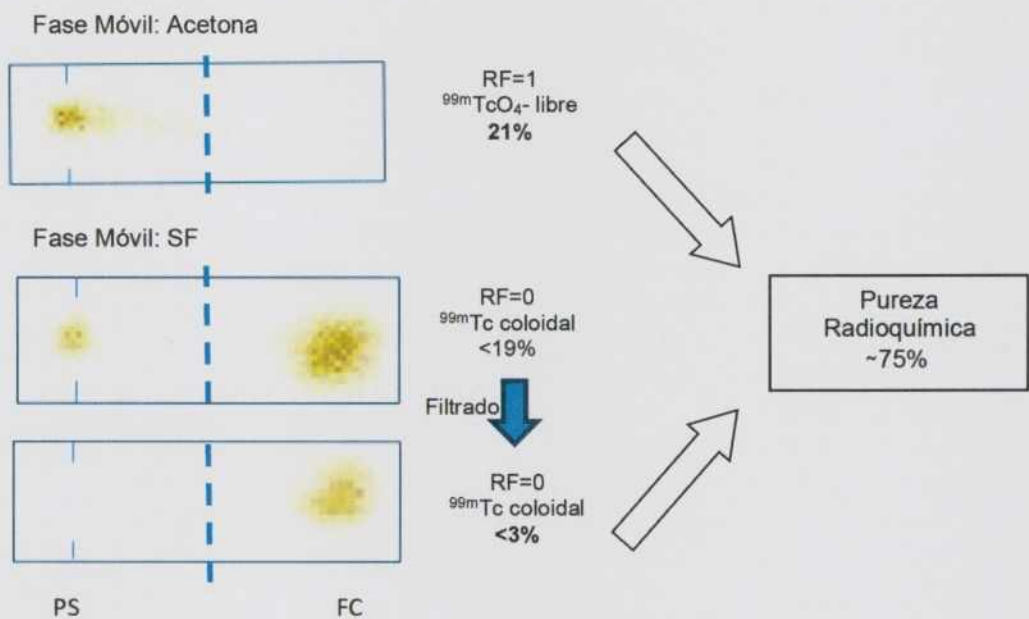 Fase Móvil: Acetona
RF=1
99mTcO4- libre
21%
Fase Móvil: SF
RF=0
99mTc coloidal
<19%
Filtrado
RF=0
99mTc coloidal
<3%
Pureza
Radioquímica
~75%
PS
FC